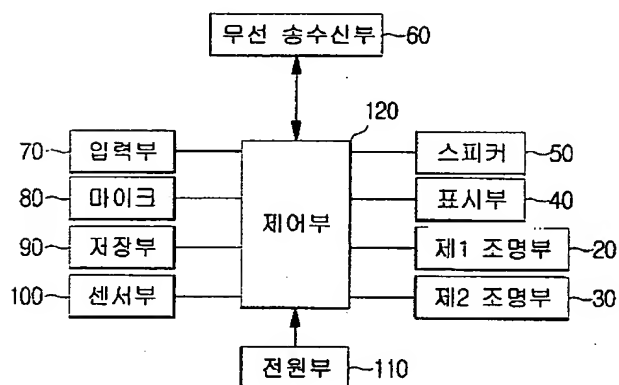 무선 송수신부 60
120
70 입력부
80 마이크
90 저장부
100 센서부
제어부
스피커 50
표시부 40
제1 조명부 20
제2 조명부 30
전원부 110